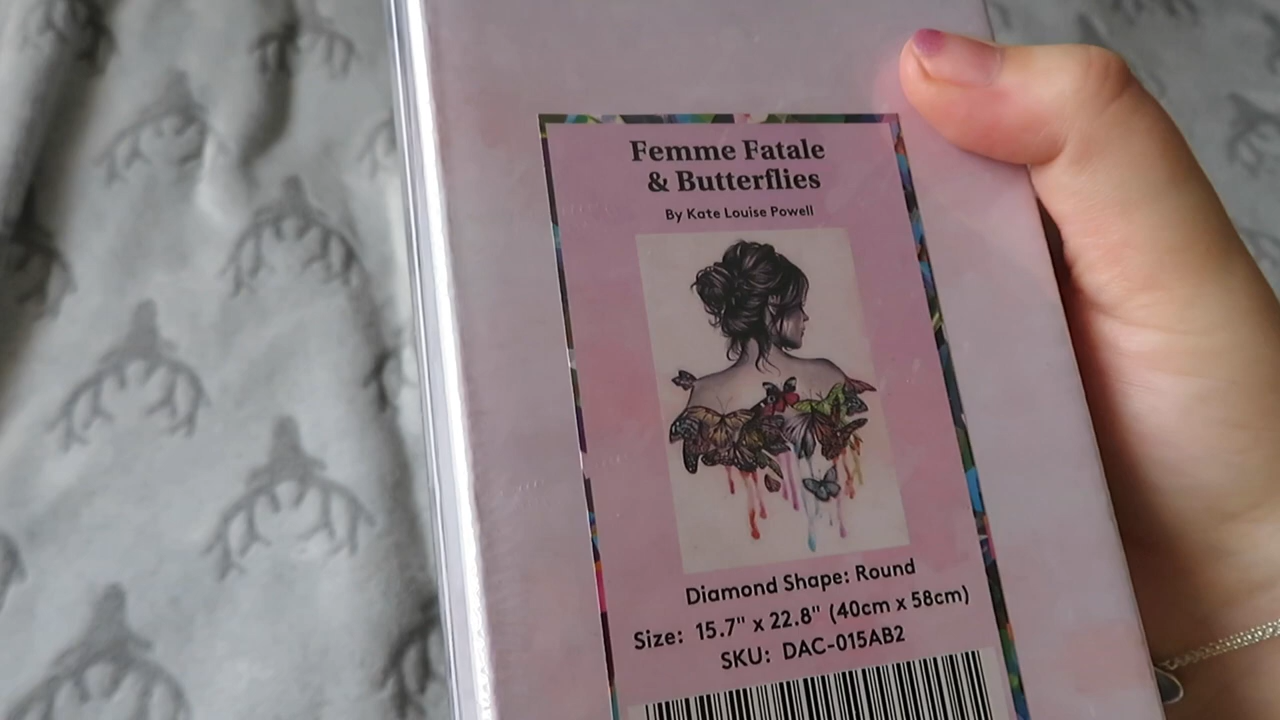 Femme Fatale
& Butterflies
By Kate Louise Powell
Diamond Shape: Round
Size: 15.7" x 22.8" (40cm x 58cm)
SKU: DAC-015AB2